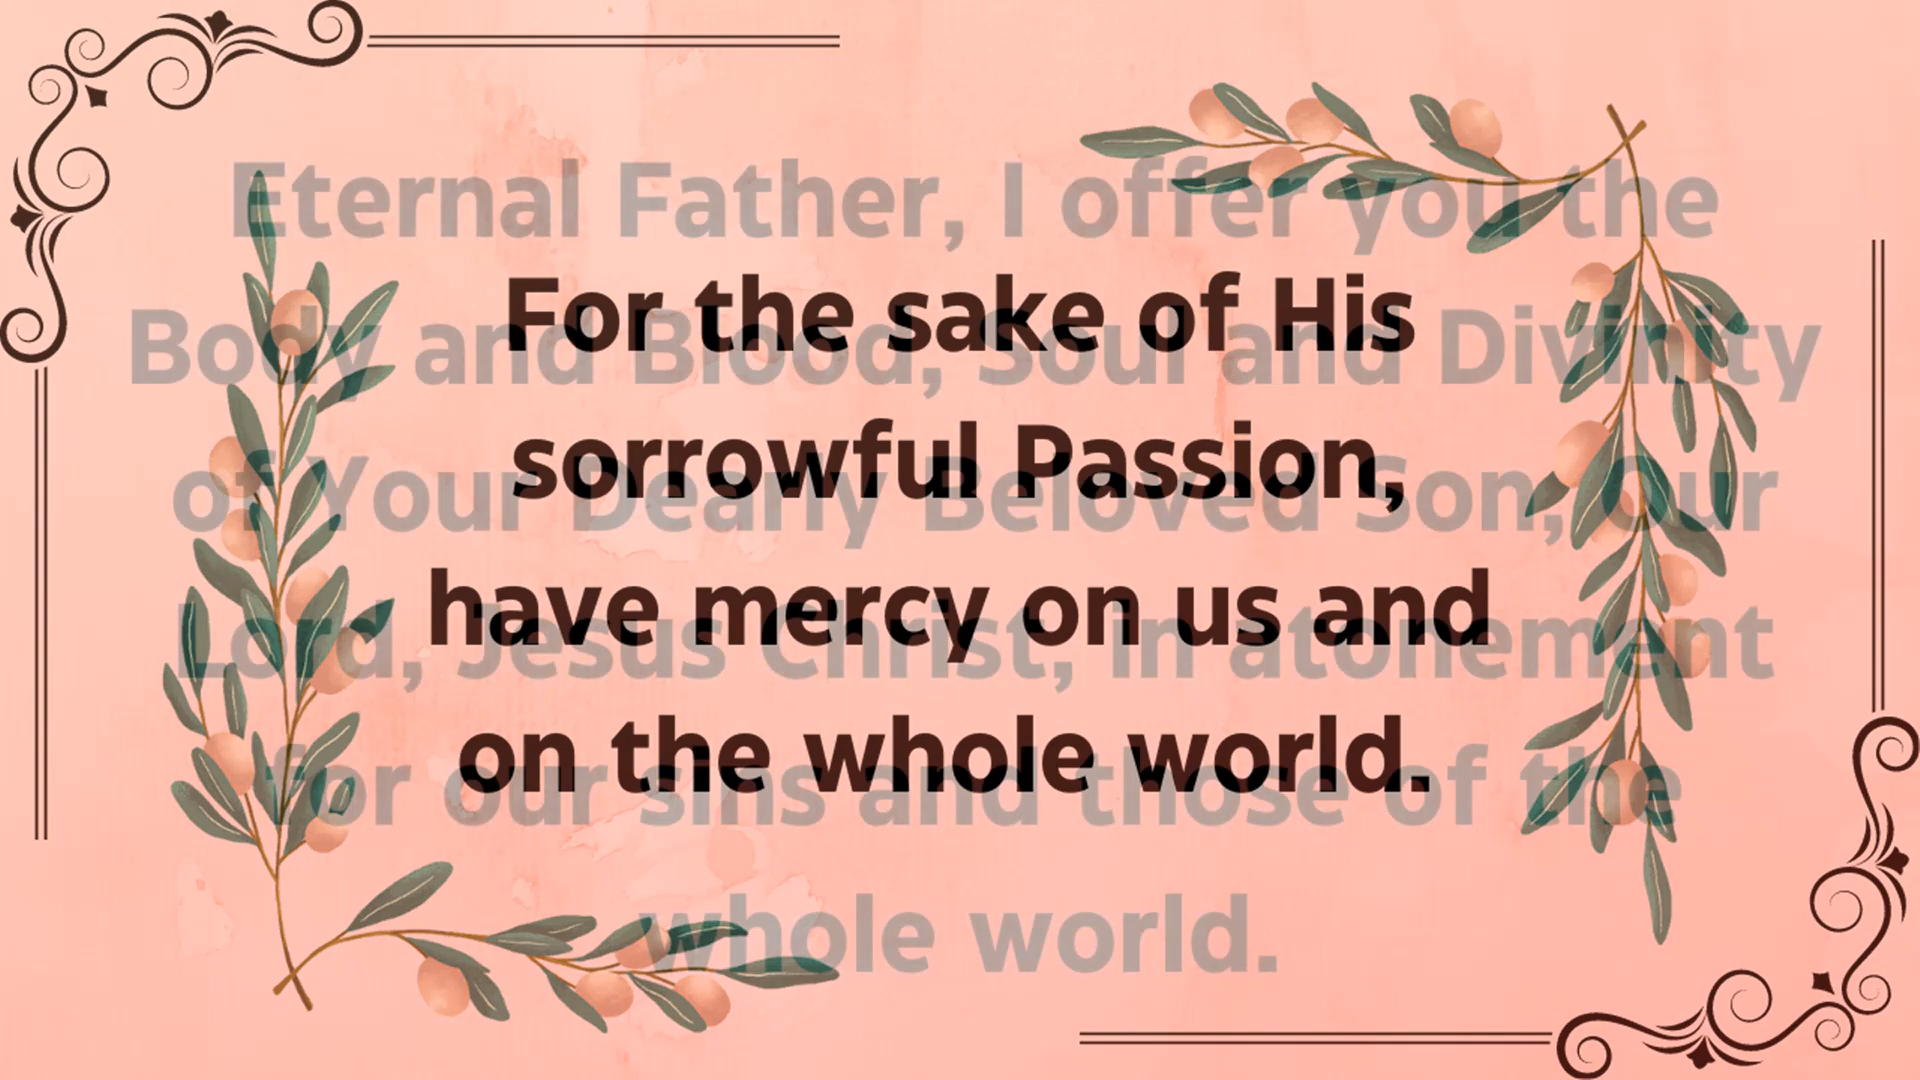 Eternal Father, I offer you the
Body and Blood, Soul and Divinity
of Your Dearly Beloved Son, Our
Lord, Jesus Christ, in atonement
for our sins and those of the
whole world.
For the sake of His
sorrowful Passion,
have mercy on us and
on the whole world.